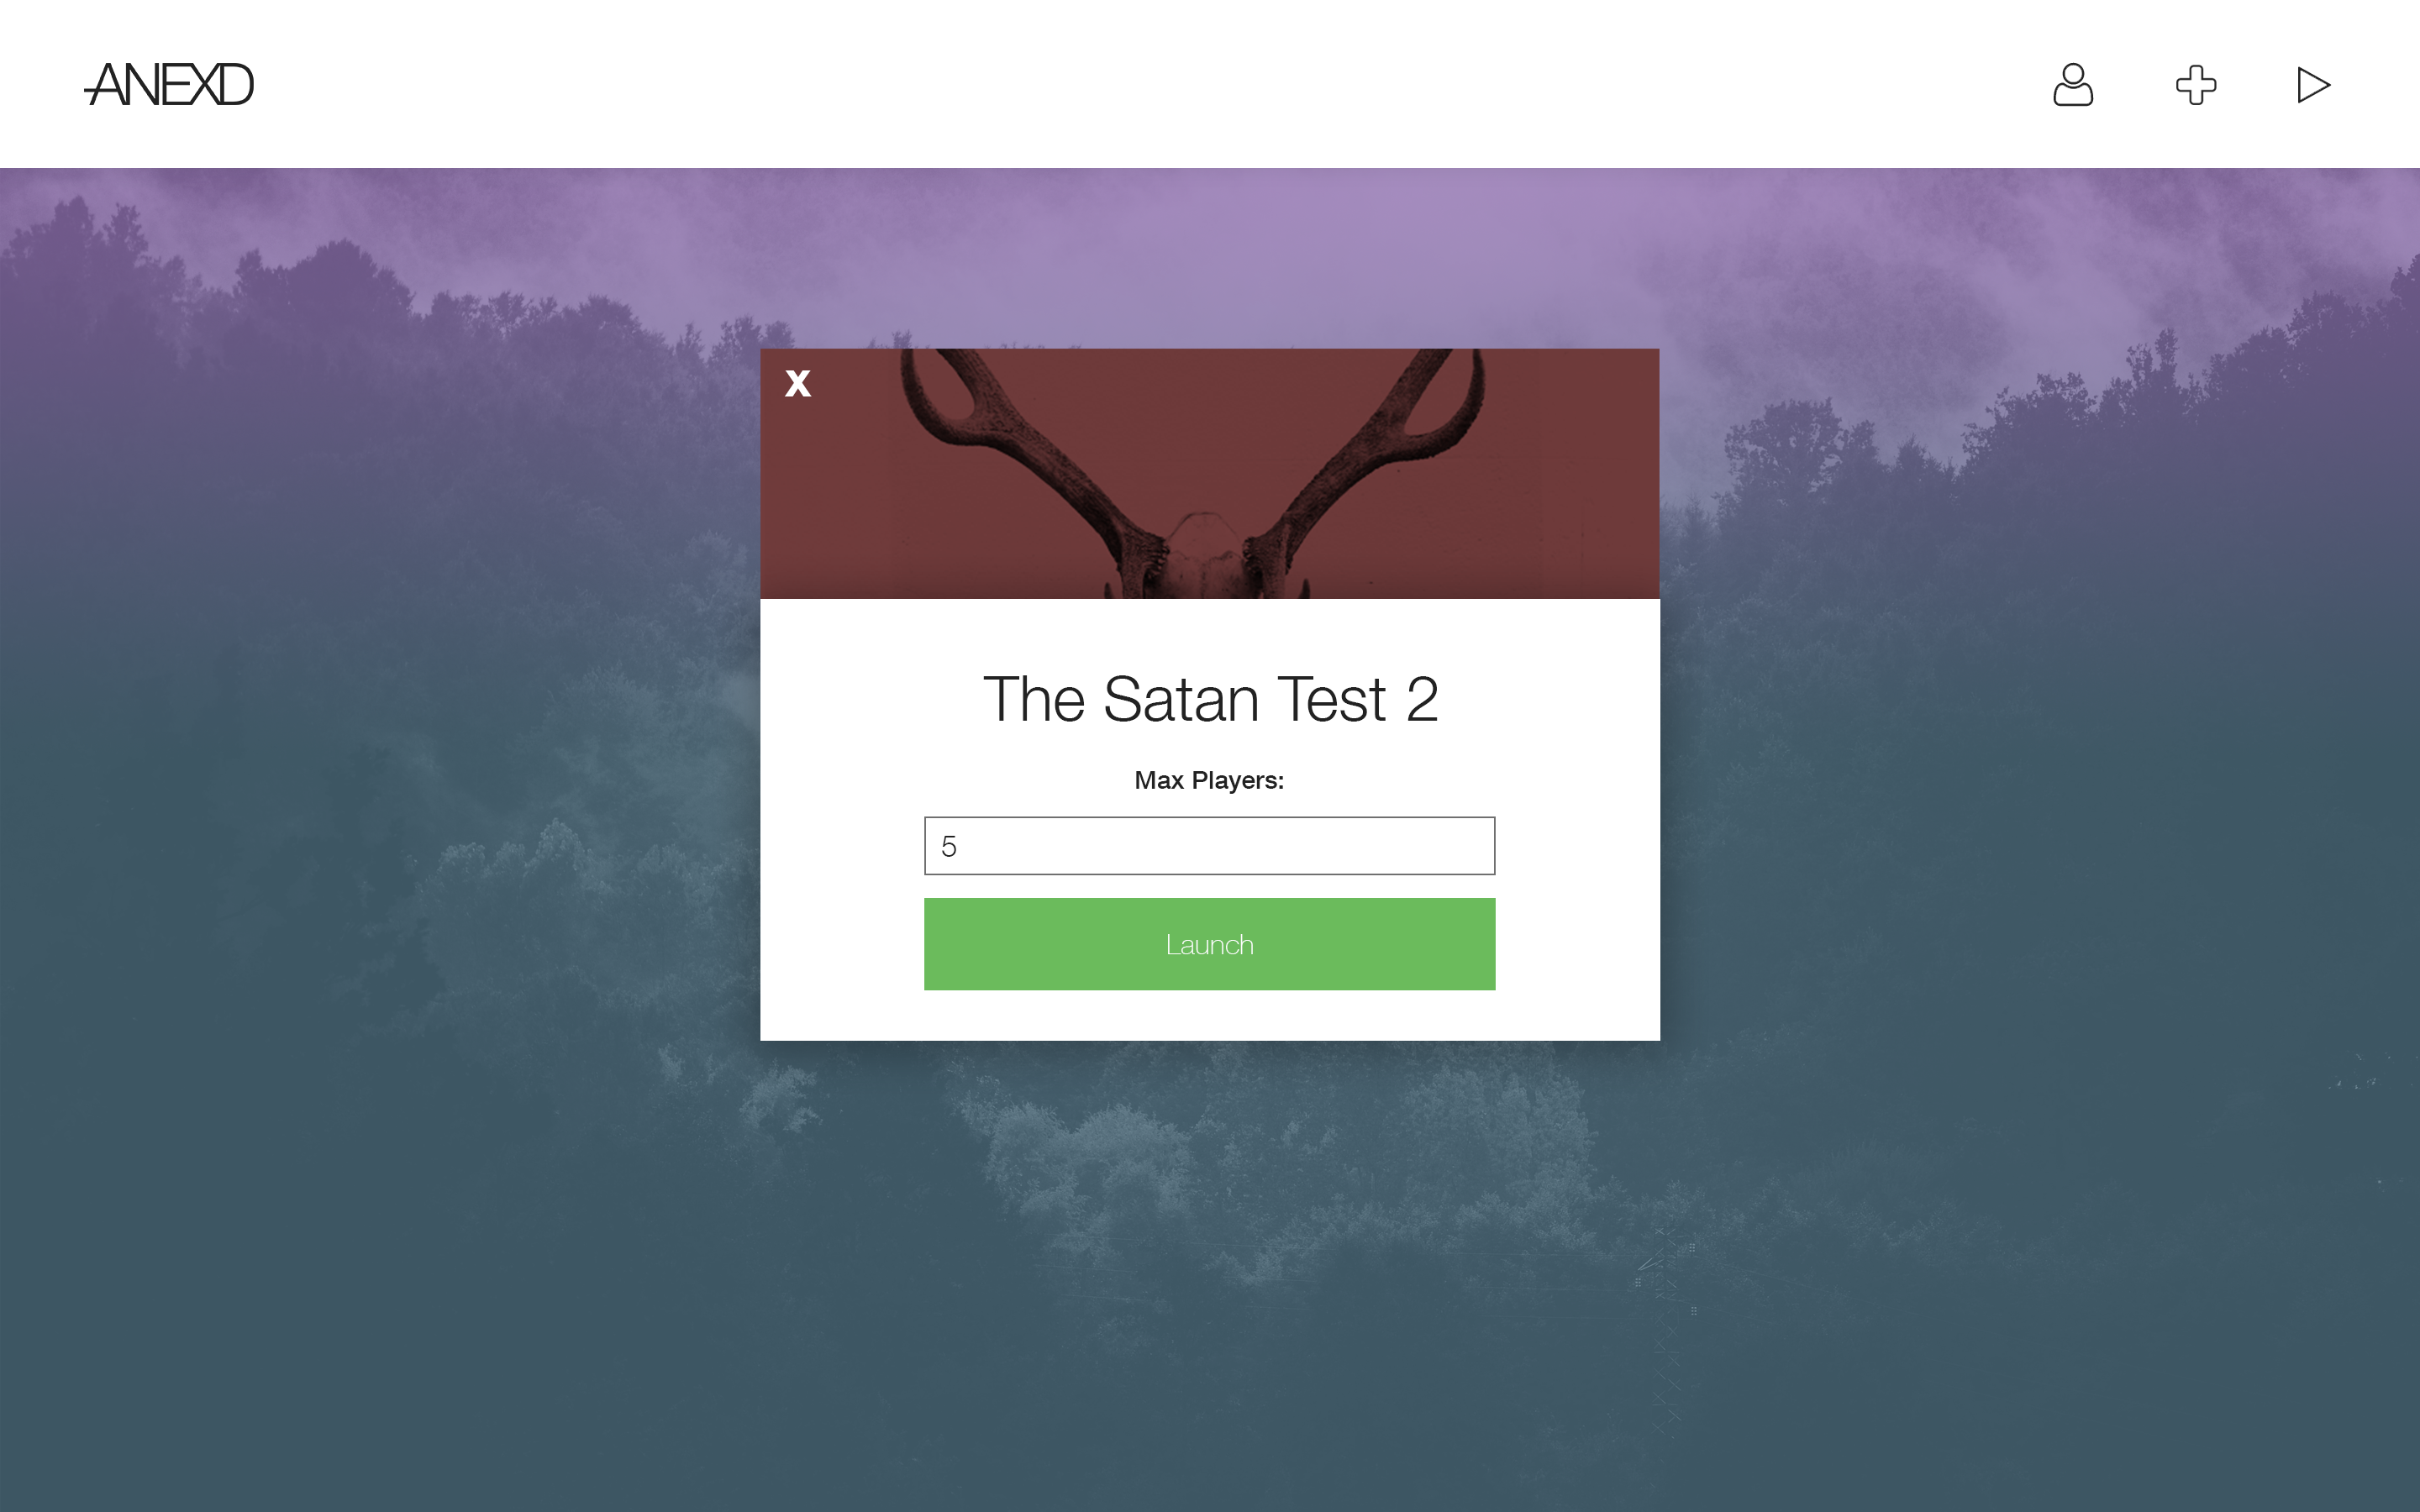 ANEXD
X
The Satan Test 2
Max Players:
5
Launch